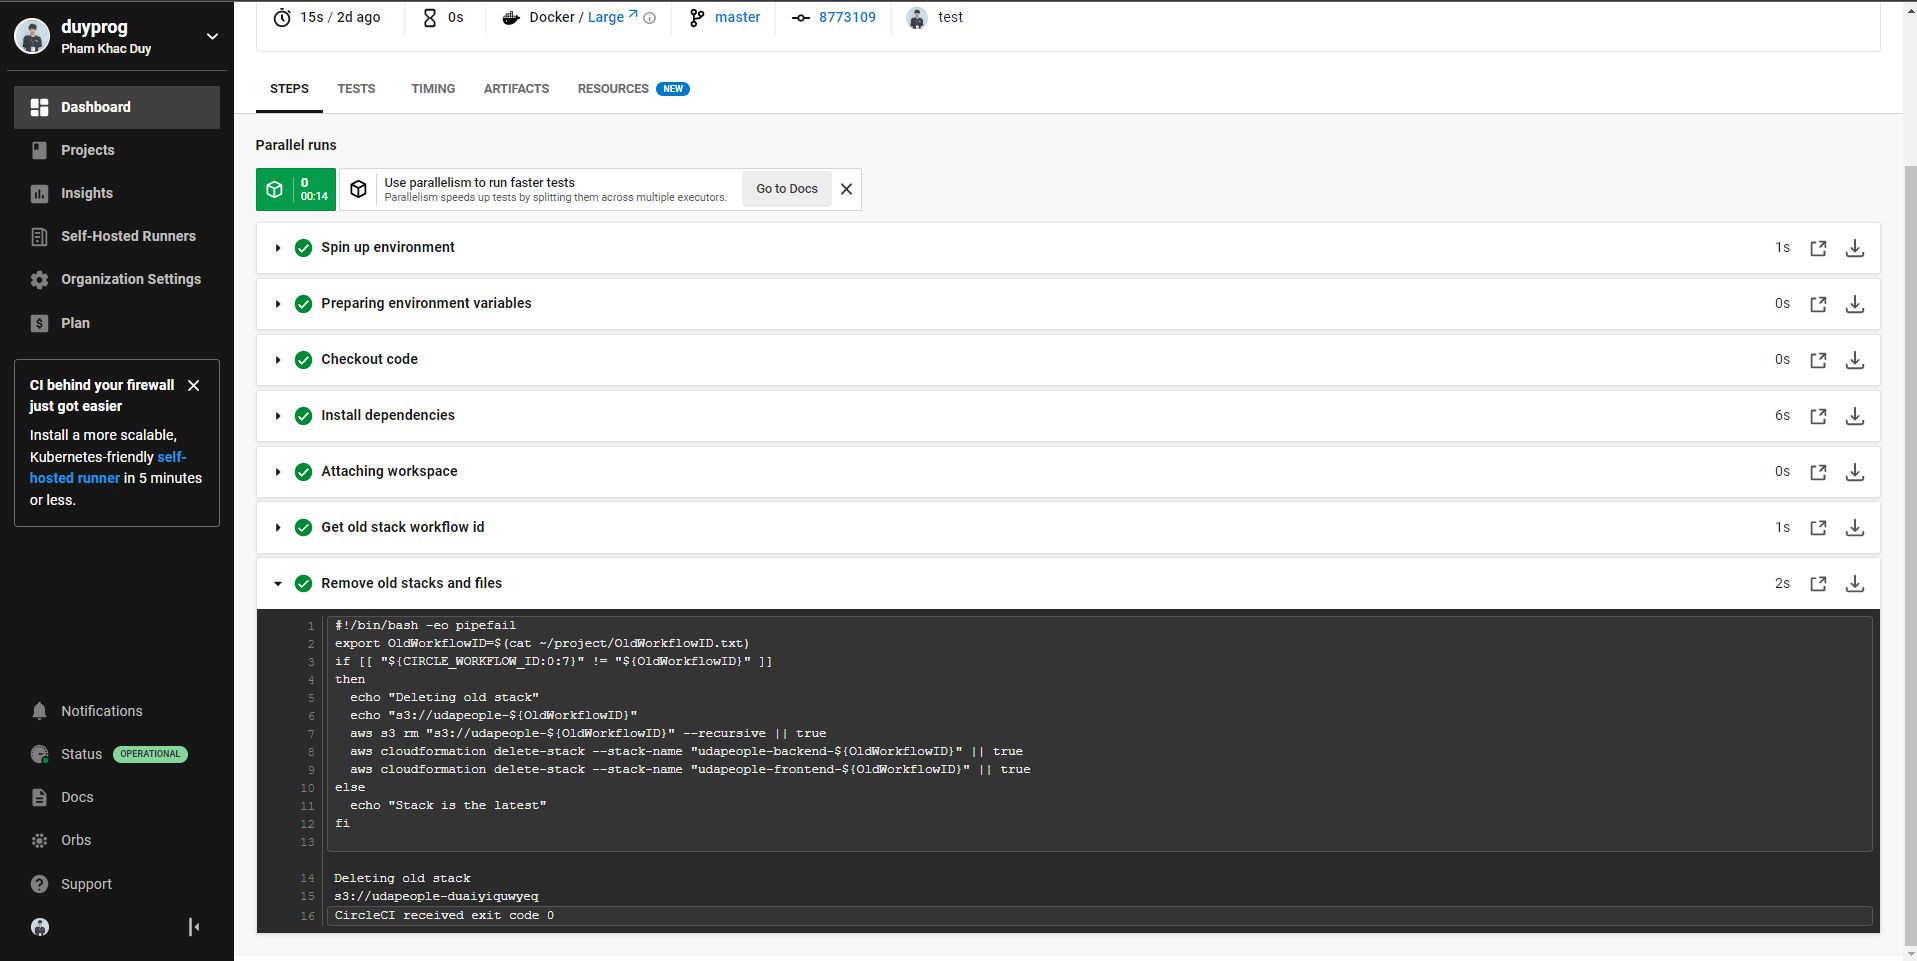 duyprog
Pham Khac Duy
Dashboard
Projects
Insights
Self-Hosted Runners
Organization Settings
Plan
CI behind your firewall
just got easier
Install a more scalable,
Kubernetes-friendly self-
hosted runner in 5 minutes
or less.
Notifications
Status OPERATIONAL
Docs
Orbs
Support
15s / 2d ago 0s Docker / Large master 8773109 test
STEPS TESTS TIMING ARTIFACTS RESOURCES NEW
Parallel runs
0
00:14
Use parallelism to run faster tests
Parallelism speeds up tests by splitting them across multiple executors.
Go to Docs
Spin up environment 1s
Preparing environment variables 0s
Checkout code 0s
Install dependencies 6s
Attaching workspace 0s
Get old stack workflow id 1s
Remove old stacks and files 2s
1 #!/bin/bash -eo pipefail
2 export OldWorkflowID=$(cat ~/project/OldWorkflowID.txt)
3 if [[ "${CIRCLE_WORKFLOW_ID:0:7}" != "${OldWorkflowID}" ]]
4 then
5   echo "Deleting old stack"
6   echo "s3://udapeople-${OldWorkflowID}"
7   aws s3 rm "s3://udapeople-${OldWorkflowID}" --recursive || true
8   aws cloudformation delete-stack --stack-name "udapeople-backend-${OldWorkflowID}" || true
9   aws cloudformation delete-stack --stack-name "udapeople-frontend-${OldWorkflowID}" || true
10 else
11   echo "Stack is the latest"
12 fi
13
14 Deleting old stack
15 s3://udapeople-duaiyiquwyeq
16 CircleCI received exit code 0